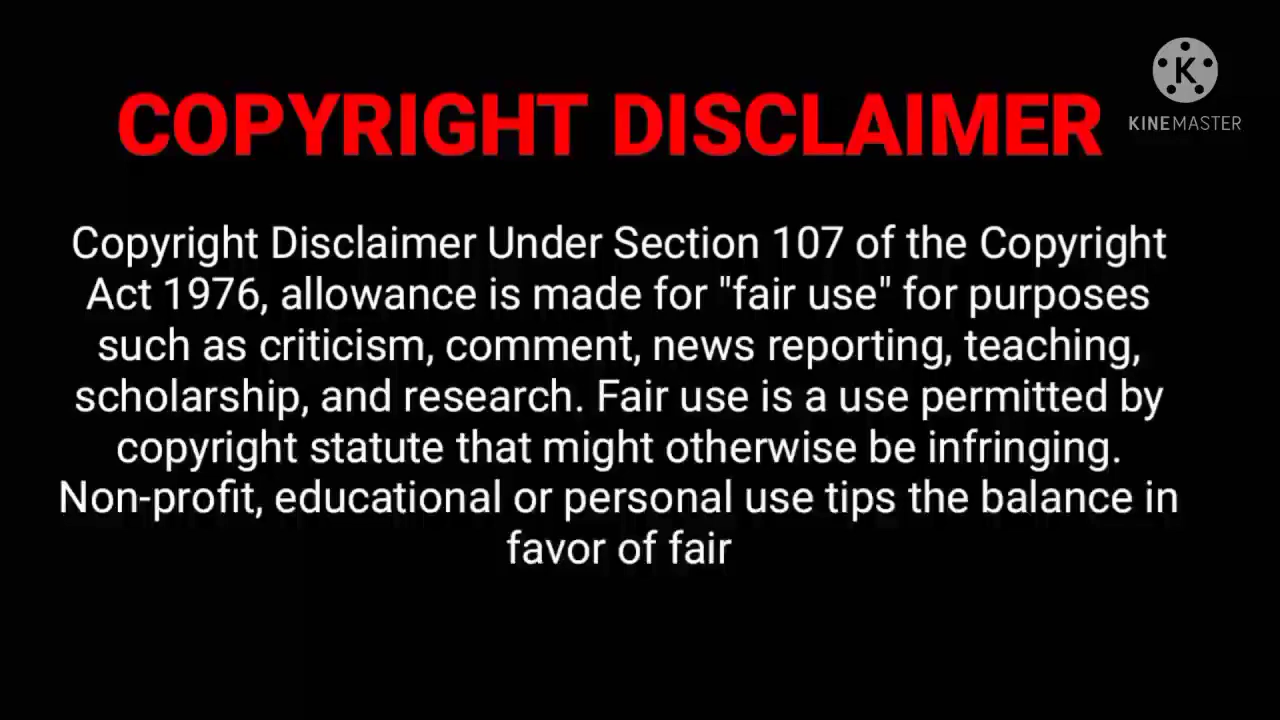 COPYRIGHT DISCLAIMER
K
KINEMASTER
Copyright Disclaimer Under Section 107 of the Copyright
Act 1976, allowance is made for "fair use" for purposes
such as criticism, comment, news reporting, teaching,
scholarship, and research. Fair use is a use permitted by
copyright statute that might otherwise be infringing.
Non-profit, educational or personal use tips the balance in
favor of fair